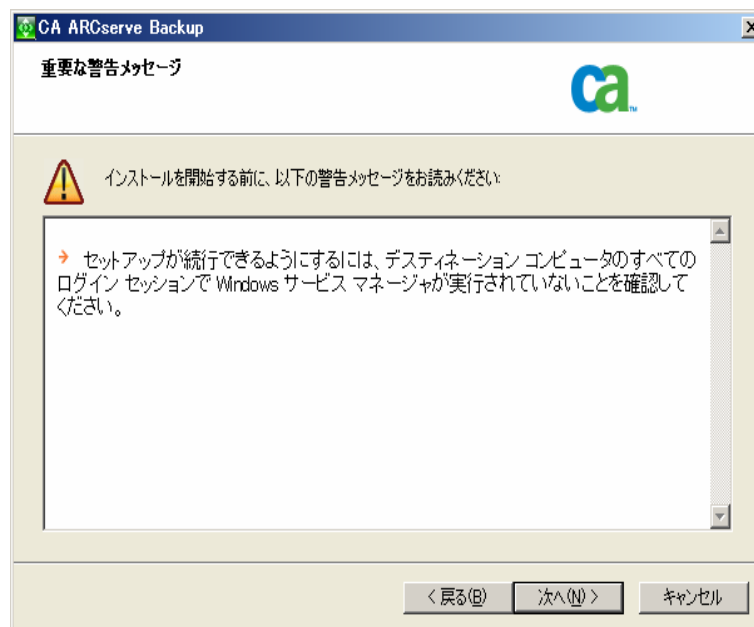 CA ARCserve Backup
重要な警告メッセージ
ca
インストールを開始する前に、以下の警告メッセージをお読みください:
セットアップが続行できるようにするには、デスティネーション コンピュータのすべての
ログイン セッションで Windows サービス マネージャが実行されていないことを確認して
ください。
< 戻る(B) 次へ(N) > キャンセル